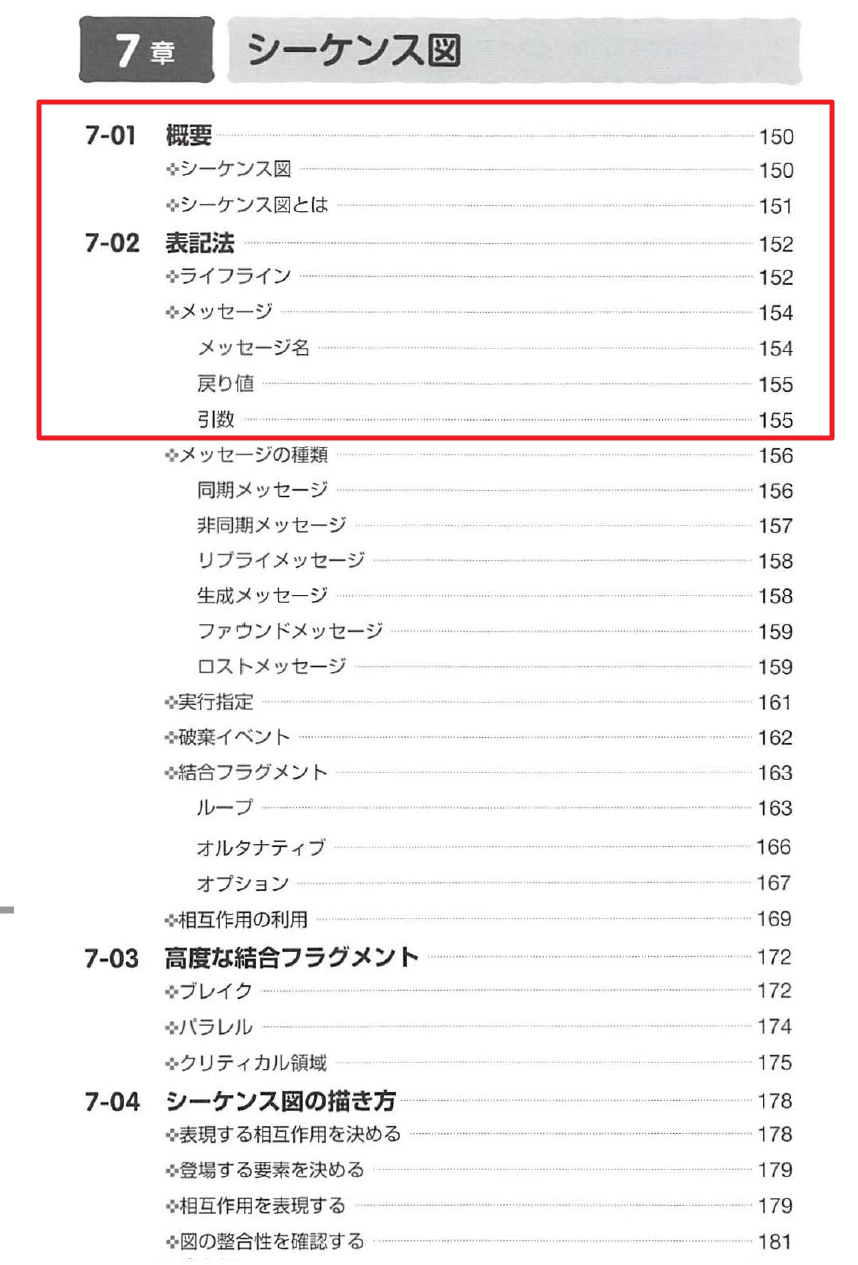 7章 シーケンス図
7-01 概要 150
シーケンス図 150
シーケンス図とは 151
7-02 表記法 152
ライフライン 152
メッセージ 154
メッセージ名 154
戻り値 155
引数 155
メッセージの種類 156
同期メッセージ 156
非同期メッセージ 157
リプライメッセージ 158
生成メッセージ 158
ファウンドメッセージ 159
ロストメッセージ 159
実行指定 161
破棄イベント 162
結合フラグメント 163
ループ 163
オルタナティブ 166
オプション 167
相互作用の利用 169
7-03 高度な結合フラグメント 172
ブレイク 172
パラレル 174
クリティカル領域 175
7-04 シーケンス図の描き方 178
表現する相互作用を決める 178
登場する要素を決める 179
相互作用を表現する 179
図の整合性を確認する 181